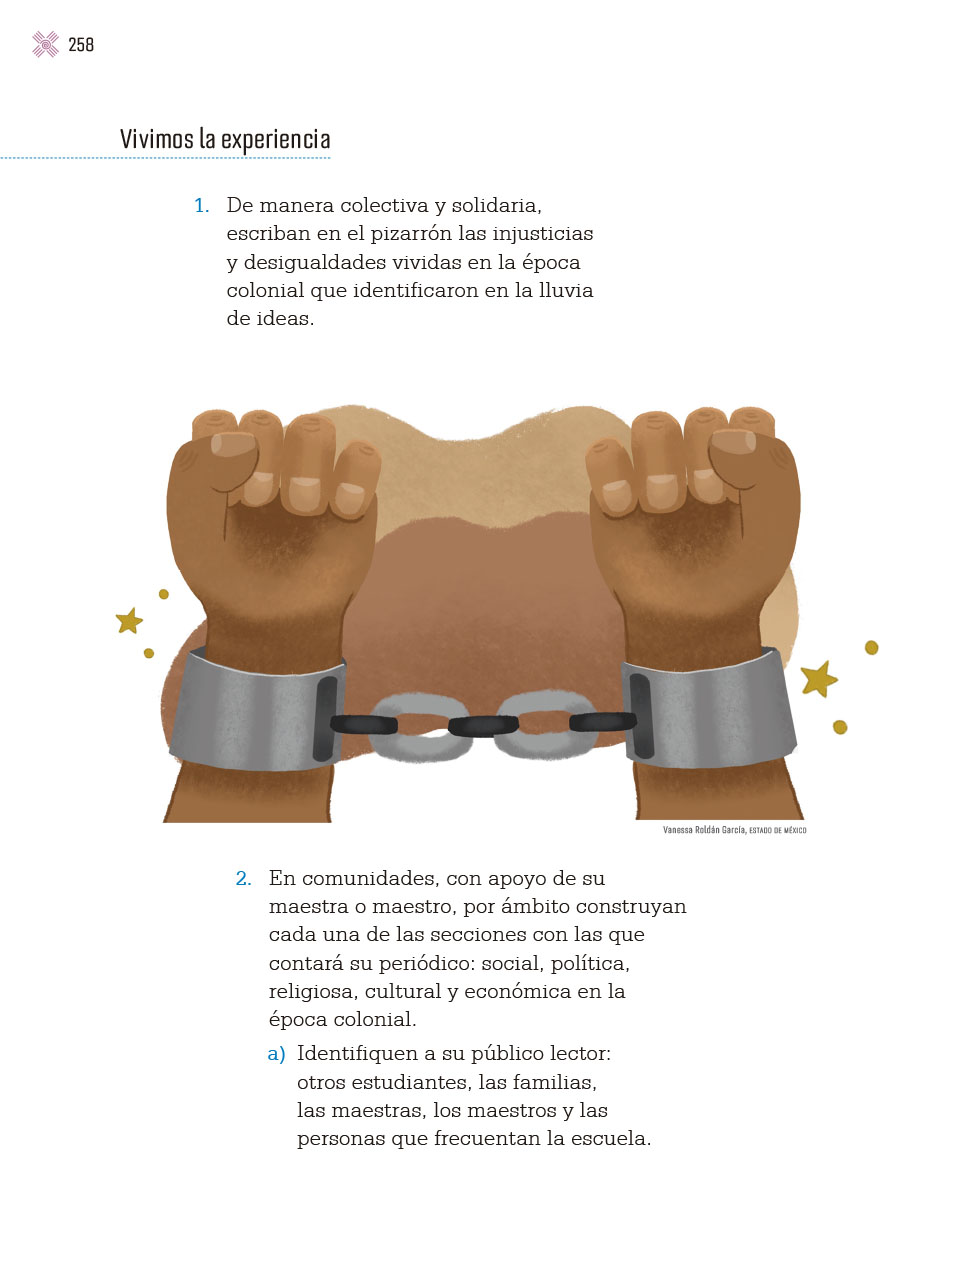 258
Vivimos la experiencia
1. De manera colectiva y solidaria,
escriban en el pizarrón las injusticias
y desigualdades vividas en la época
colonial que identificaron en la lluvia
de ideas.
Vanessa Roldán García, ESTADO DE MÉXICO
2. En comunidades, con apoyo de su
maestra o maestro, por ámbito construyan
cada una de las secciones con las que
contará su periódico: social, política,
religiosa, cultural y económica en la
época colonial.
a) Identifiquen a su público lector:
otros estudiantes, las familias,
las maestras, los maestros y las
personas que frecuentan la escuela.